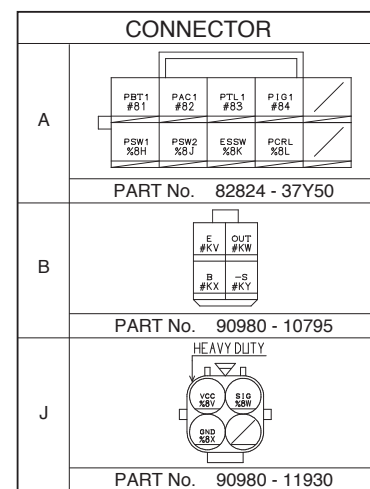 CONNECTOR
A
PBT1 PAC1 PTL1 PIG1
#81 #82 #83 #84
PSW1 PSW2 ESSW PCRL
%8H %8J %8K %8L
PART No. 82824 - 37Y50
B
E OUT
#KV #KW
B -S
#KX #KY
PART No. 90980 - 10795
HEAVY DUTY
J
VCC SIG
%8V %8W
GND
%8X
PART No. 90980 - 11930